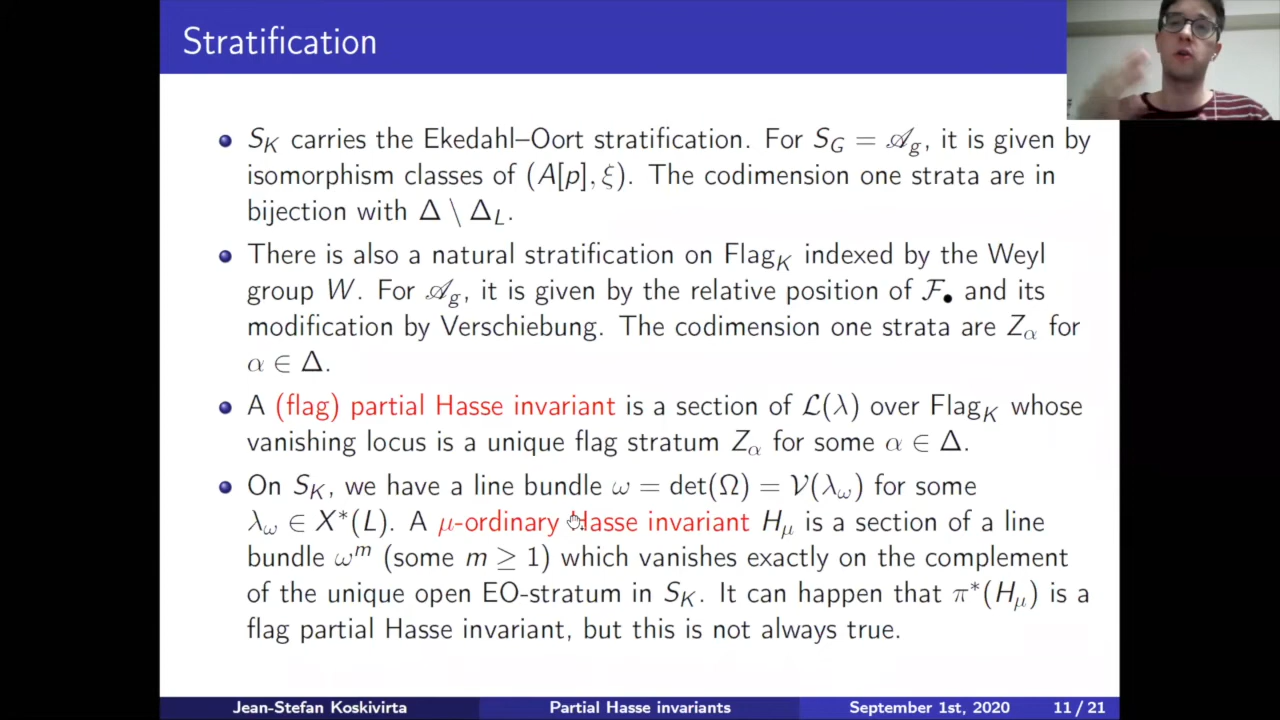 Stratification
S_K carries the Ekedahl–Oort stratification. For S_G = 𝒜_g, it is given by
isomorphism classes of (A[p], ξ). The codimension one strata are in
bijection with Δ \ Δ_L.
There is also a natural stratification on Flag_K indexed by the Weyl
group W. For 𝒜_g, it is given by the relative position of ℱ_• and its
modification by Verschiebung. The codimension one strata are Z_α for
α ∈ Δ.
A (flag) partial Hasse invariant is a section of ℒ(λ) over Flag_K whose
vanishing locus is a unique flag stratum Z_α for some α ∈ Δ.
On S_K, we have a line bundle ω = det(Ω) = 𝒱(λ_ω) for some
λ_ω ∈ X*(L). A μ-ordinary Hasse invariant H_μ is a section of a line
bundle ω^m (some m ≥ 1) which vanishes exactly on the complement
of the unique open EO-stratum in S_K. It can happen that π*(H_μ) is a
flag partial Hasse invariant, but this is not always true.
Jean-Stefan Koskivirta Partial Hasse invariants September 1st, 2020 11 / 21